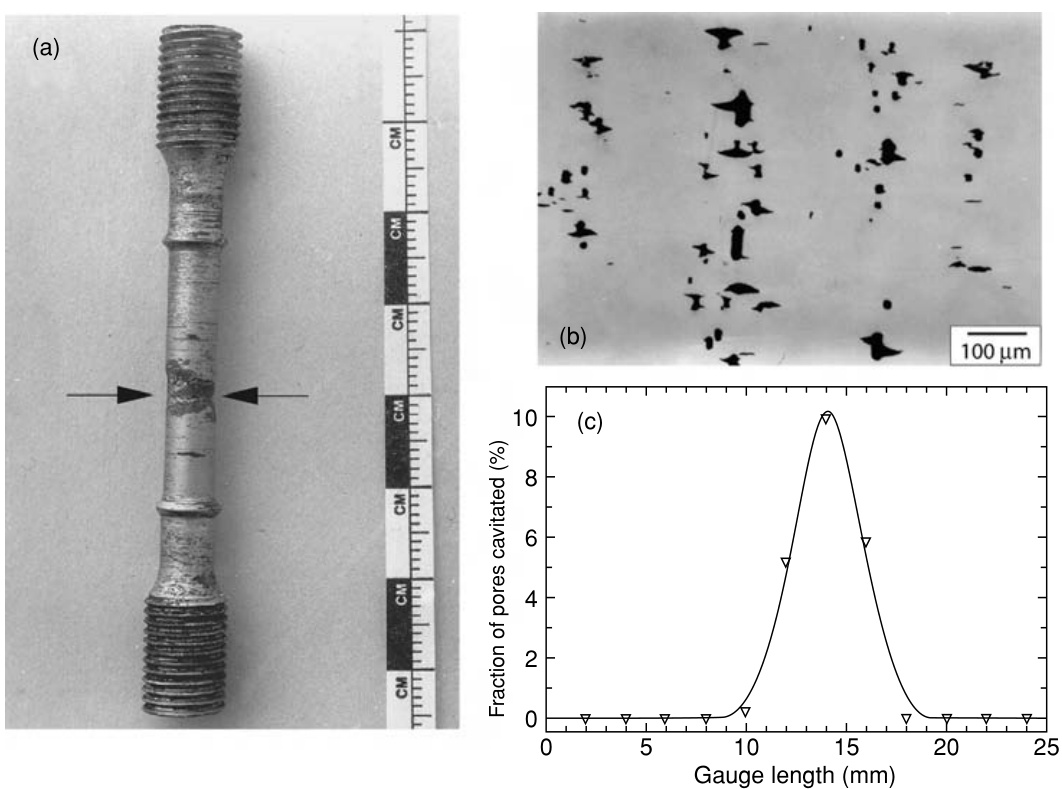 (a)
CM
CM
CM
CM
CM
CM
CM
(b)
100 μm
(c)
Fraction of pores cavitated (%)
10
8
6
4
2
0
0
5
10
15
20
25
Gauge length (mm)